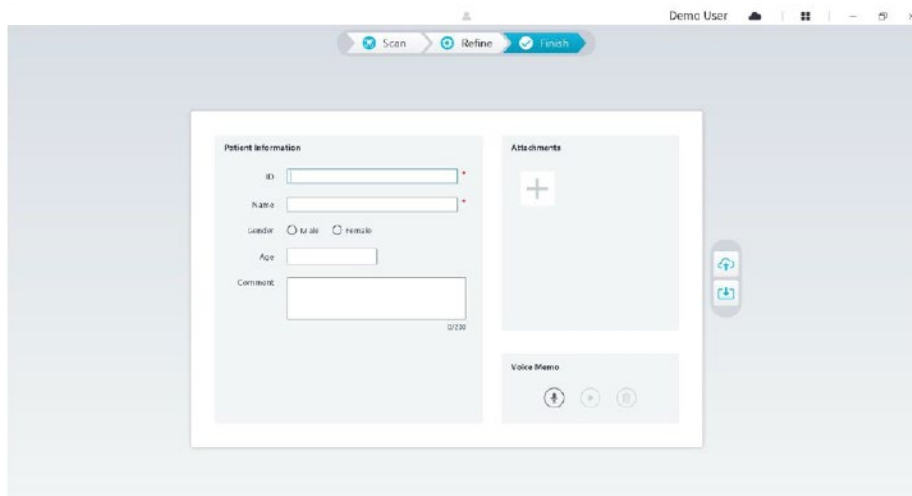 Demo User
Scan Refine Finish
Patient Information
ID *
Name *
Gender Male Female
Age
Comment
0/200
Attachments
Voice Memo